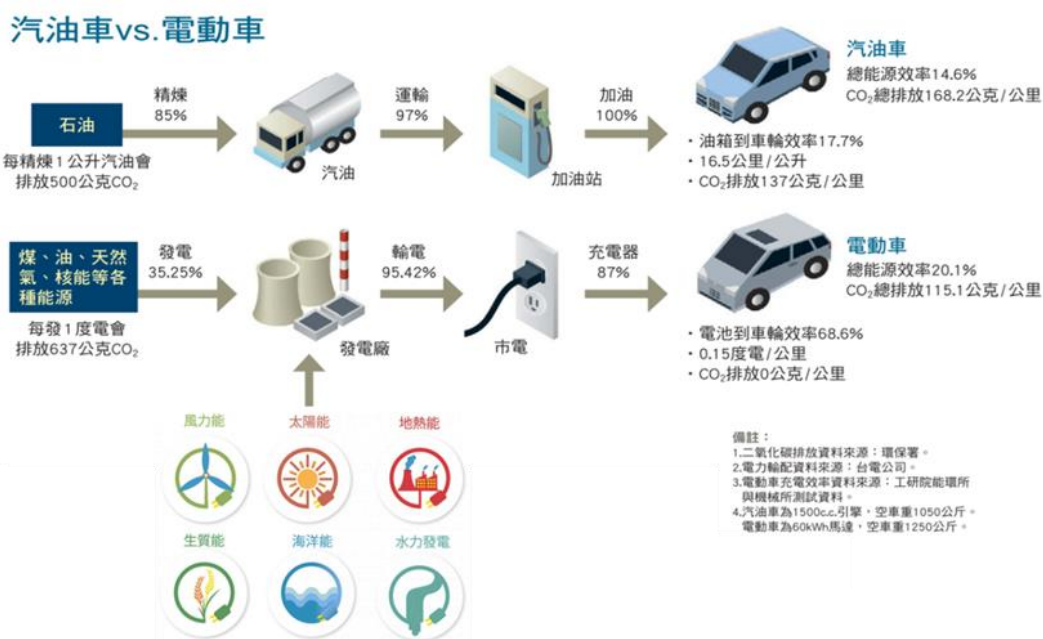 汽油車vs.電動車
石油
每精煉1公升汽油會
排放500公克CO₂
精煉
85%
汽油
運輸
97%
加油站
加油
100%
汽油車
總能源效率14.6%
CO₂總排放168.2公克/公里
・油箱到車輪效率17.7%
・16.5公里/公升
・CO₂排放137公克/公里
煤、油、天然
氣、核能等各
種能源
每發1度電會
排放637公克CO₂
發電
35.25%
發電廠
輸電
95.42%
市電
充電器
87%
電動車
總能源效率20.1%
CO₂總排放115.1公克/公里
・電池到車輪效率68.6%
・0.15度電/公里
・CO₂排放0公克/公里
風力能
太陽能
地熱能
生質能
海洋能
水力發電
備註：
1.二氧化碳排放資料來源：環保署。
2.電力輸配資料來源：台電公司。
3.電動車充電效率資料來源：工研院能環所
與機械所測試資料。
4.汽油車為1500c.c.引擎，空車重1050公斤。
電動車為60kWh馬達，空車重1250公斤。